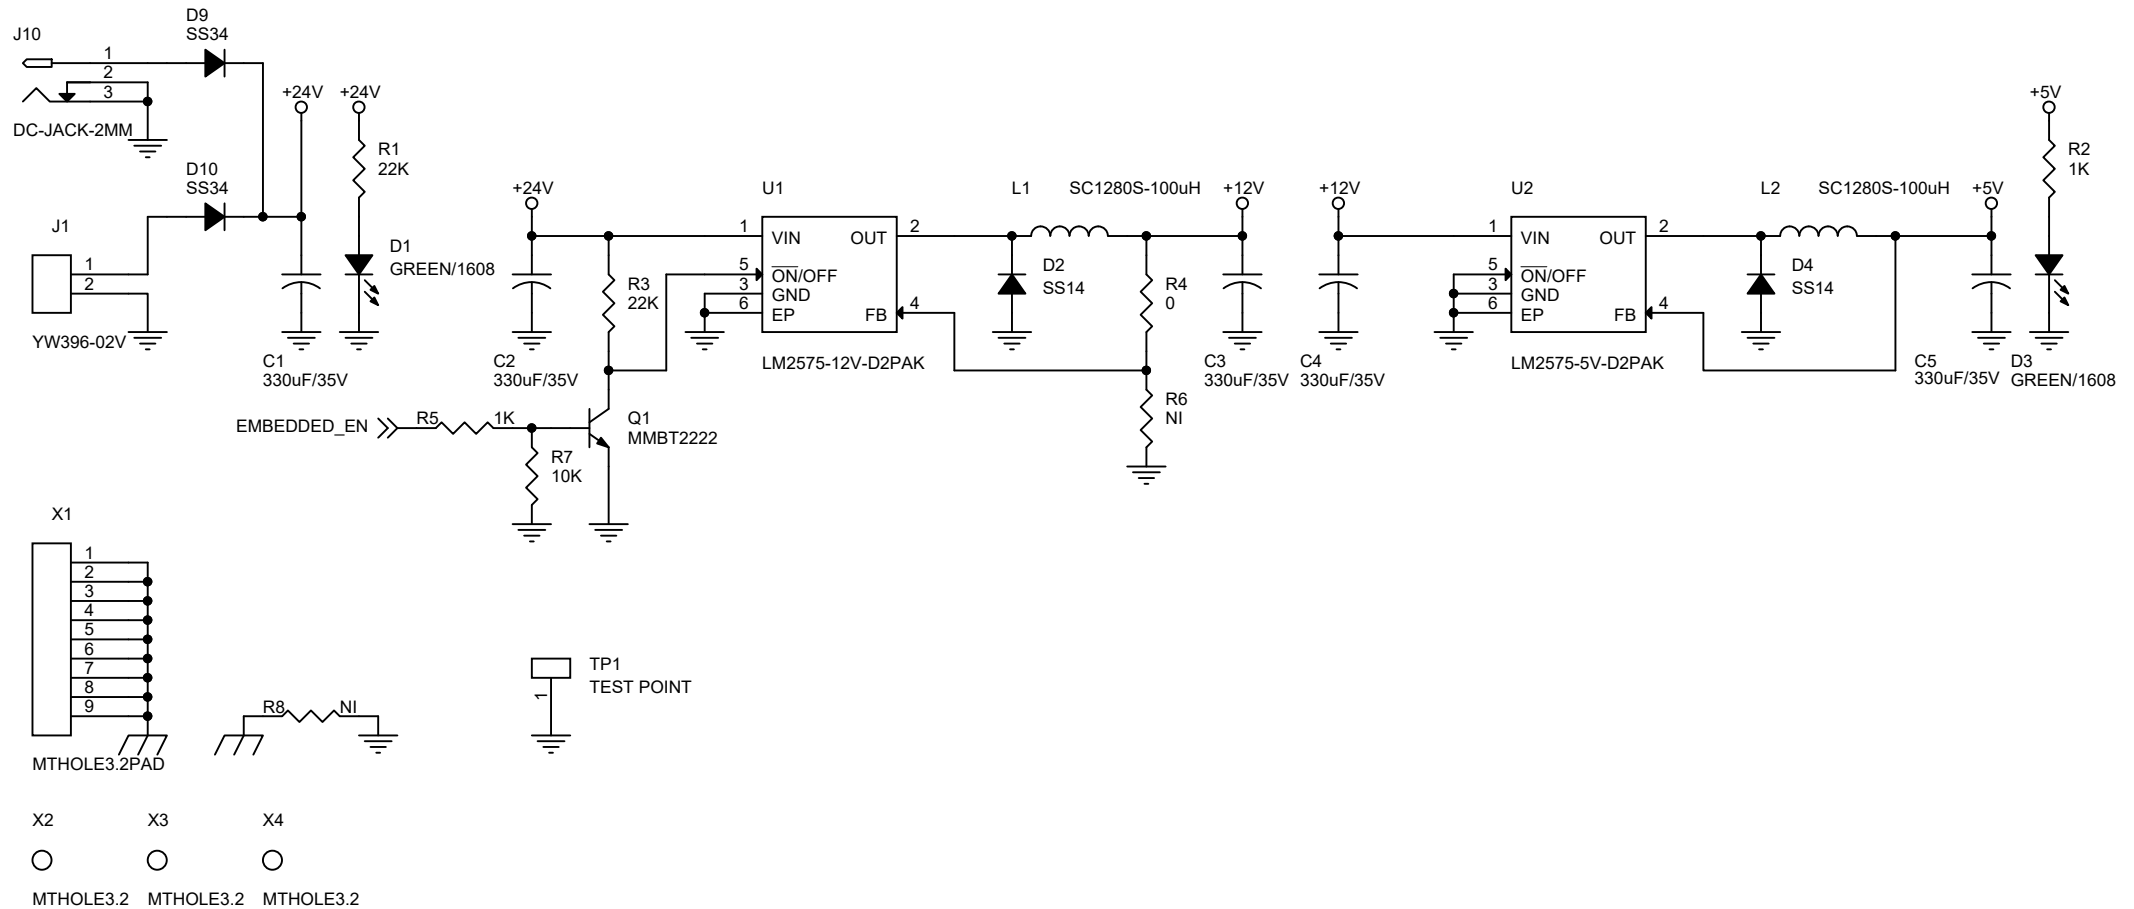 D9
SS34
J10
1
2
3
DC-JACK-2MM
D10
SS34
J1
1
2
YW396-02V
+24V
C1
330uF/35V
+24V
R1
22K
D1
GREEN/1608
+24V
C2
330uF/35V
R3
22K
EMBEDDED_EN
R5
1K
R7
10K
Q1
MMBT2222
U1
1
5
3
6
VIN
ON/OFF
GND
EP
OUT
FB
2
4
LM2575-12V-D2PAK
L1
SC1280S-100uH
D2
SS14
R4
0
R6
NI
+12V
C3
330uF/35V
+12V
C4
330uF/35V
U2
1
5
3
6
VIN
ON/OFF
GND
EP
OUT
FB
2
4
LM2575-5V-D2PAK
L2
SC1280S-100uH
D4
SS14
+5V
C5
330uF/35V
+5V
R2
1K
D3
GREEN/1608
X1
1
2
3
4
5
6
7
8
9
MTHOLE3.2PAD
R8
NI
TP1
TEST POINT
1
X2
MTHOLE3.2
X3
MTHOLE3.2
X4
MTHOLE3.2